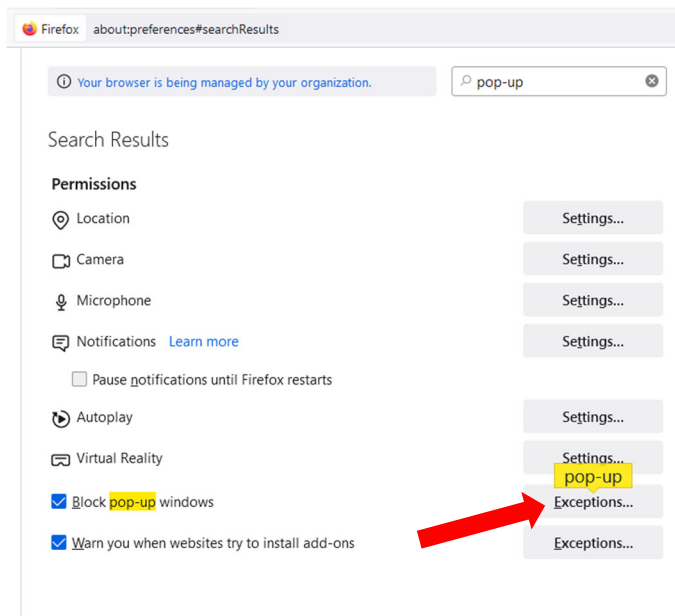 Firefox about:preferences#searchResults
Your browser is being managed by your organization.
pop-up
Search Results
Permissions
Location Settings...
Camera Settings...
Microphone Settings...
Notifications Learn more Settings...
Pause notifications until Firefox restarts
Autoplay Settings...
Virtual Reality Settings...
pop-up
Block pop-up windows Exceptions...
Warn you when websites try to install add-ons Exceptions...